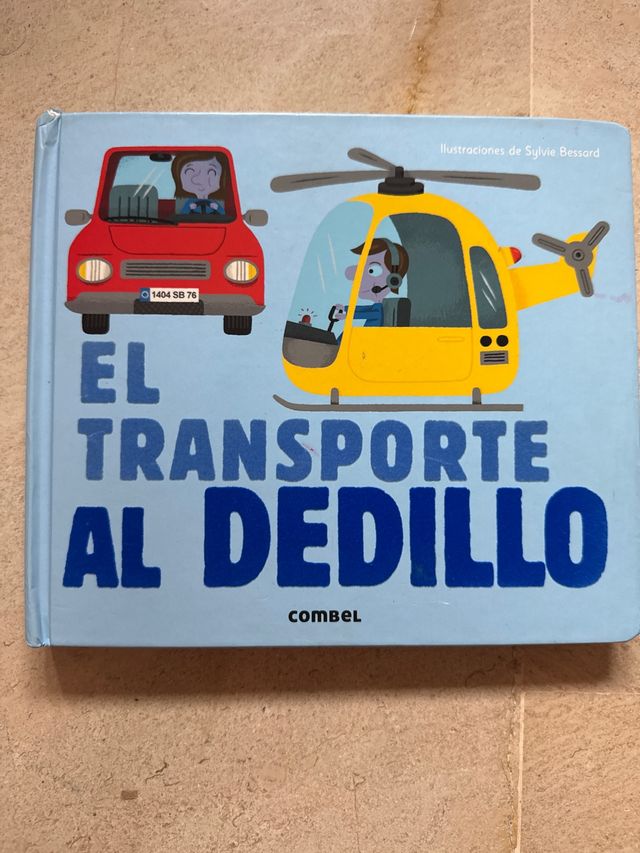 Ilustraciones de Sylvie Bessard
1404 SB 76
EL
TRANSPORTE
AL DEDILLO
COMBEL